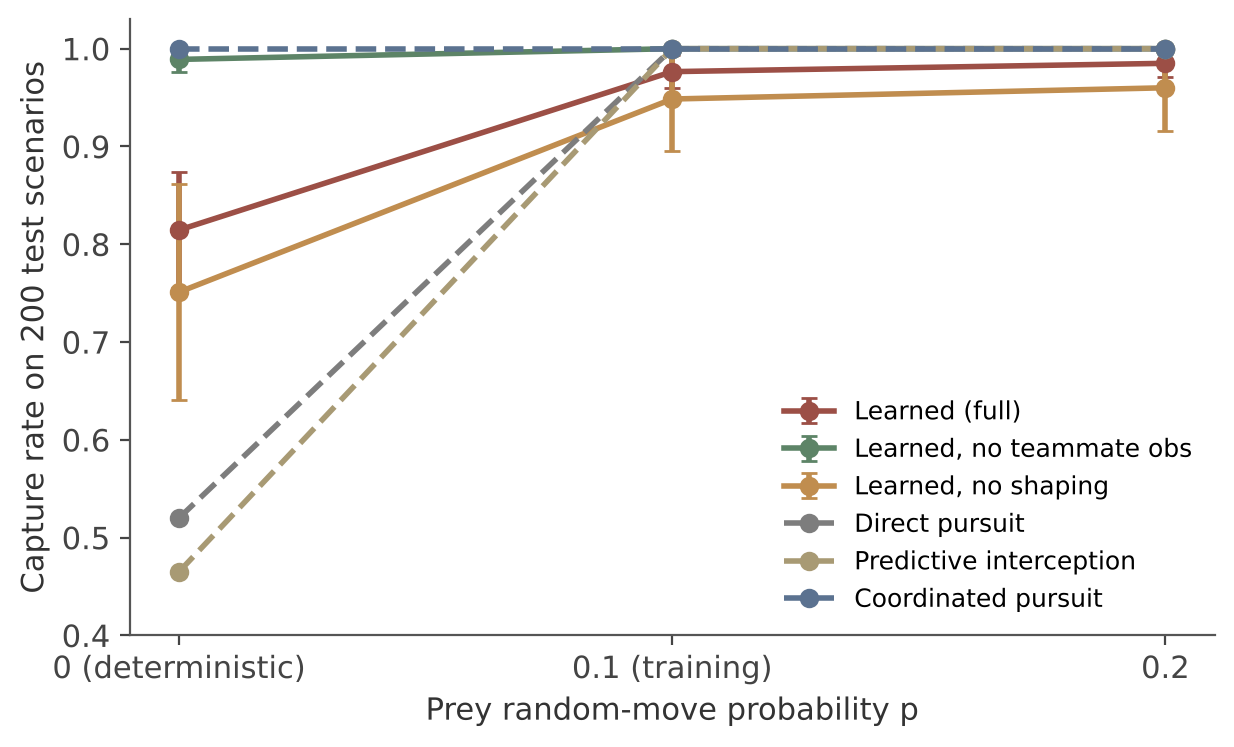 Capture rate on 200 test scenarios
1.0
0.9
0.8
0.7
0.6
0.5
0.4
Learned (full)
Learned, no teammate obs
Learned, no shaping
Direct pursuit
Predictive interception
Coordinated pursuit
0 (deterministic)
0.1 (training)
0.2
Prey random-move probability p